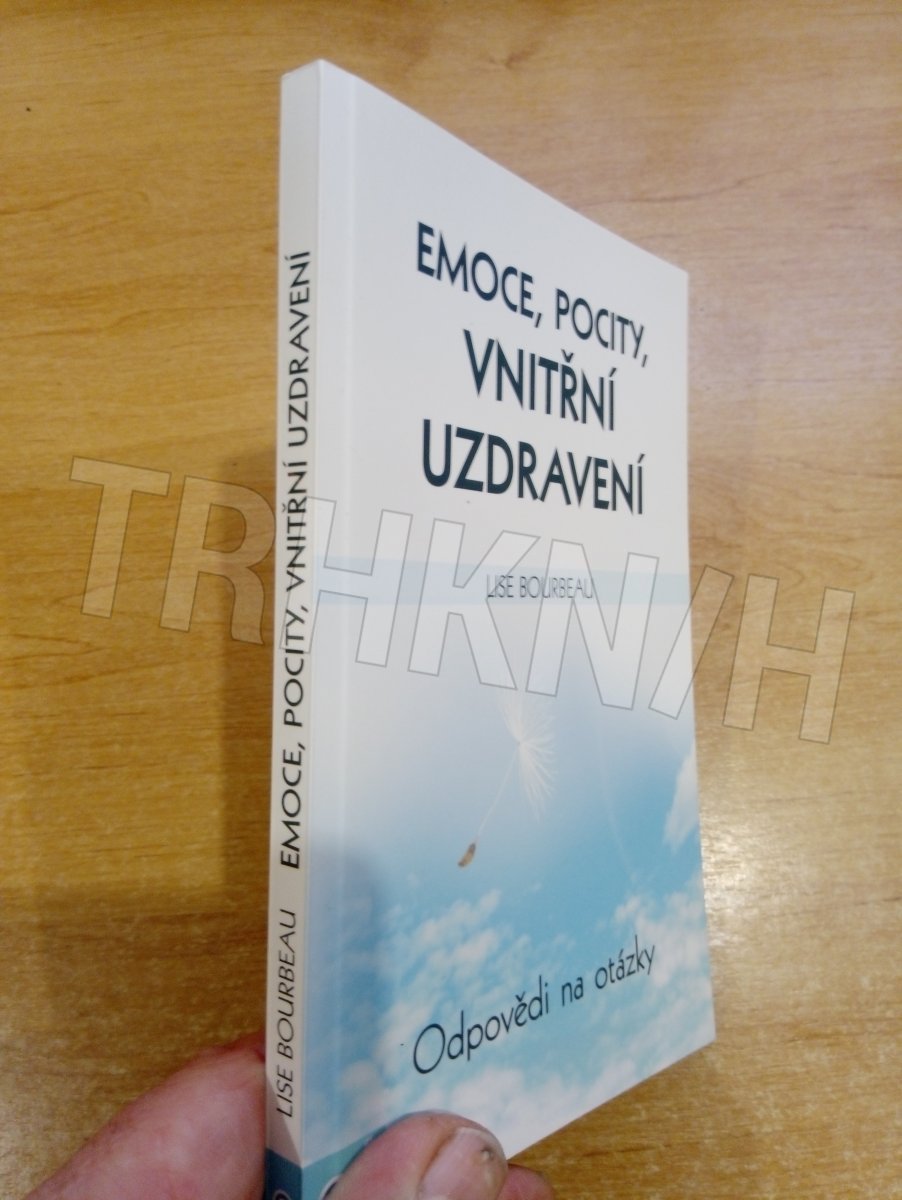 EMOCE, POCITY,
VNITŘNÍ
UZDRAVENÍ
LISE BOURBEAU
Odpovědi na otázky
LISE BOURBEAU EMOCE, POCITY, VNITŘNÍ UZDRAVENÍ
TRHKNIH